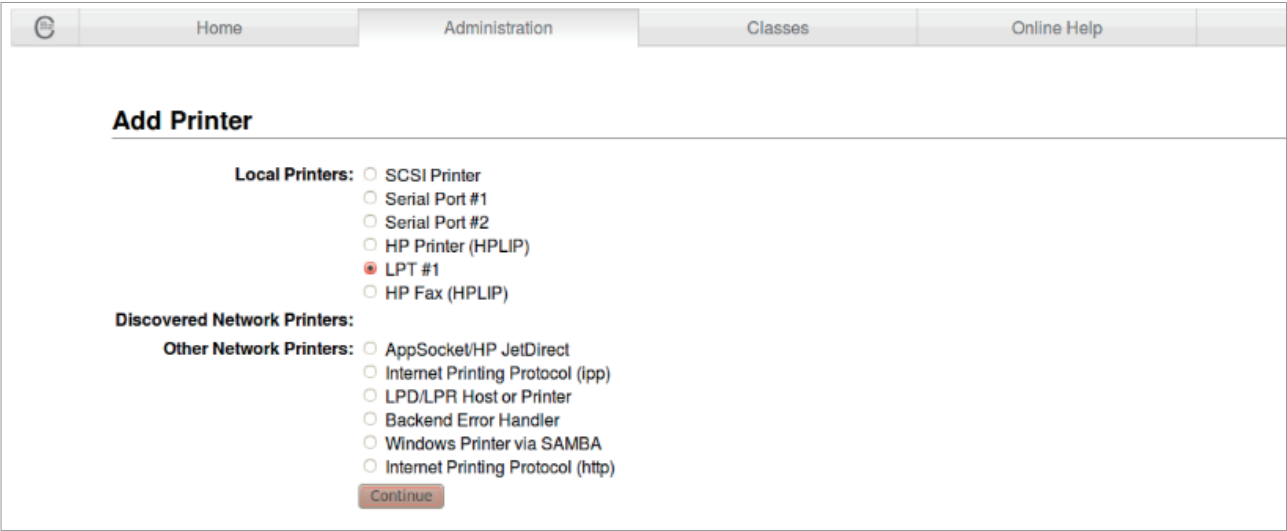 Home Administration Classes Online Help
Add Printer
Local Printers: SCSI Printer
Serial Port #1
Serial Port #2
HP Printer (HPLIP)
LPT #1
HP Fax (HPLIP)
Discovered Network Printers:
Other Network Printers: AppSocket/HP JetDirect
Internet Printing Protocol (ipp)
LPD/LPR Host or Printer
Backend Error Handler
Windows Printer via SAMBA
Internet Printing Protocol (http)
Continue